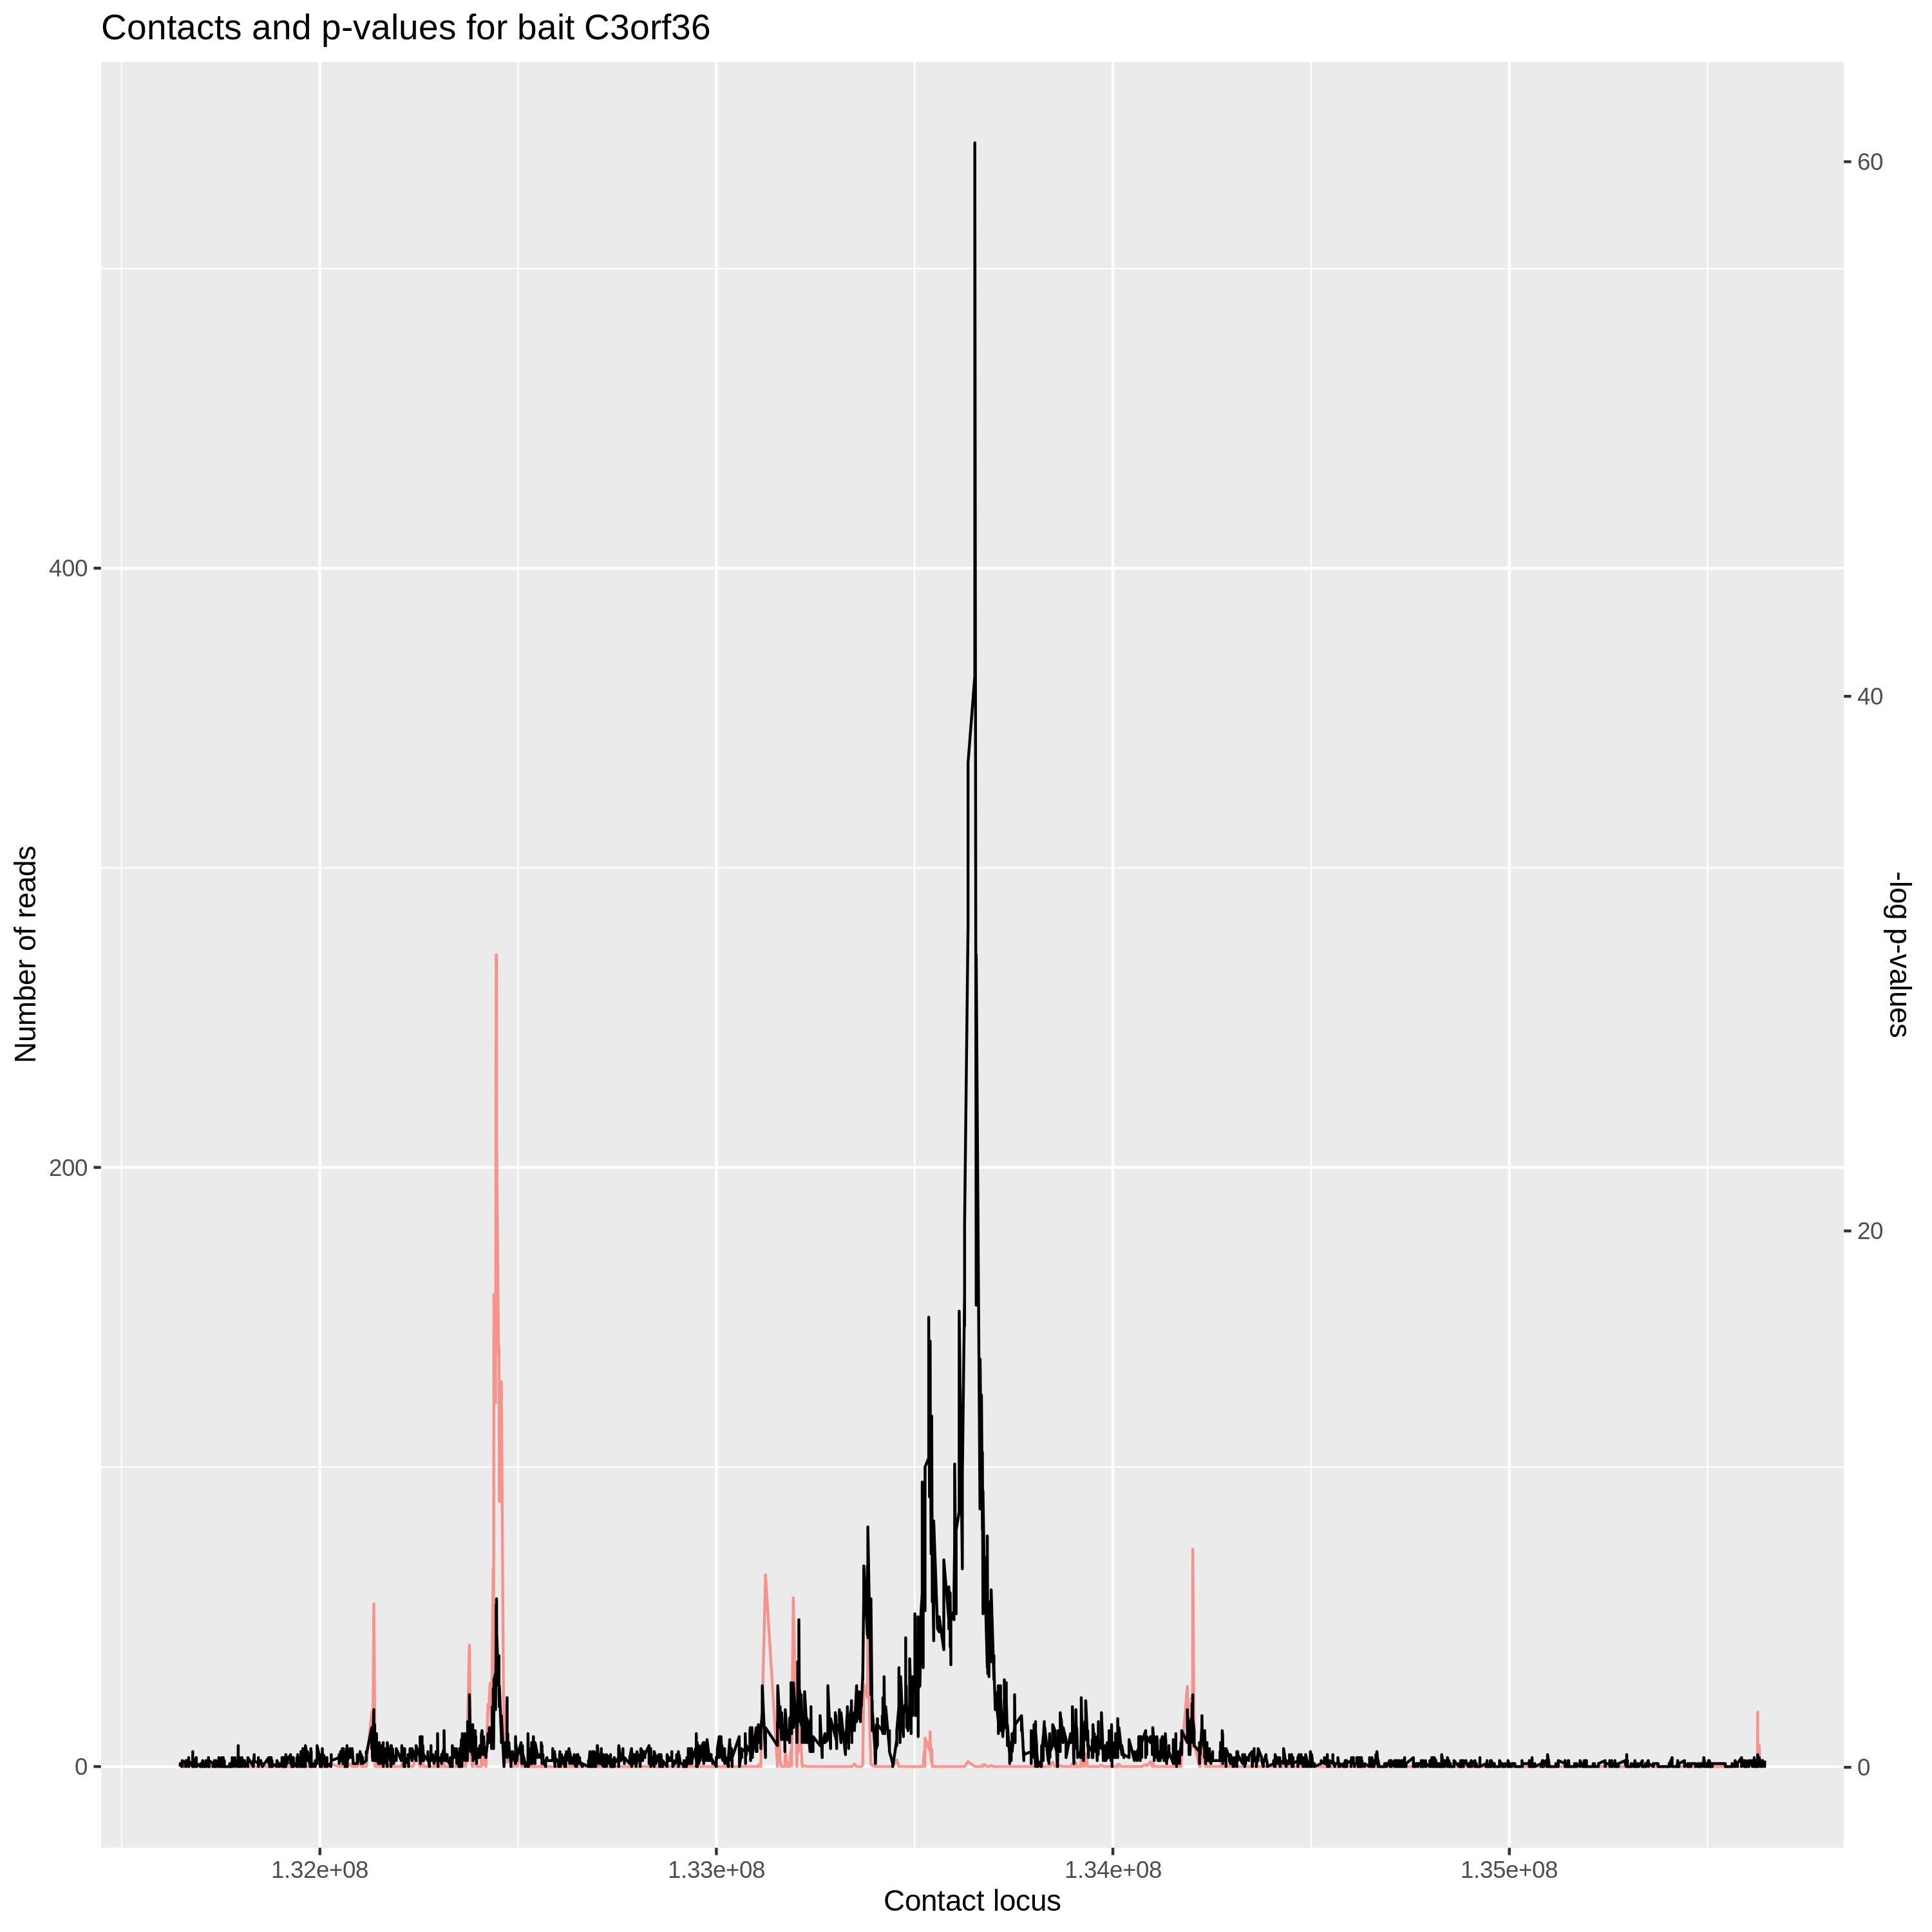 Contacts and p-values for bait C3orf36
60
400
40
Number of reads
-log p-values
200
20
0
0
1.32e+08
1.33e+08
1.34e+08
1.35e+08
Contact locus